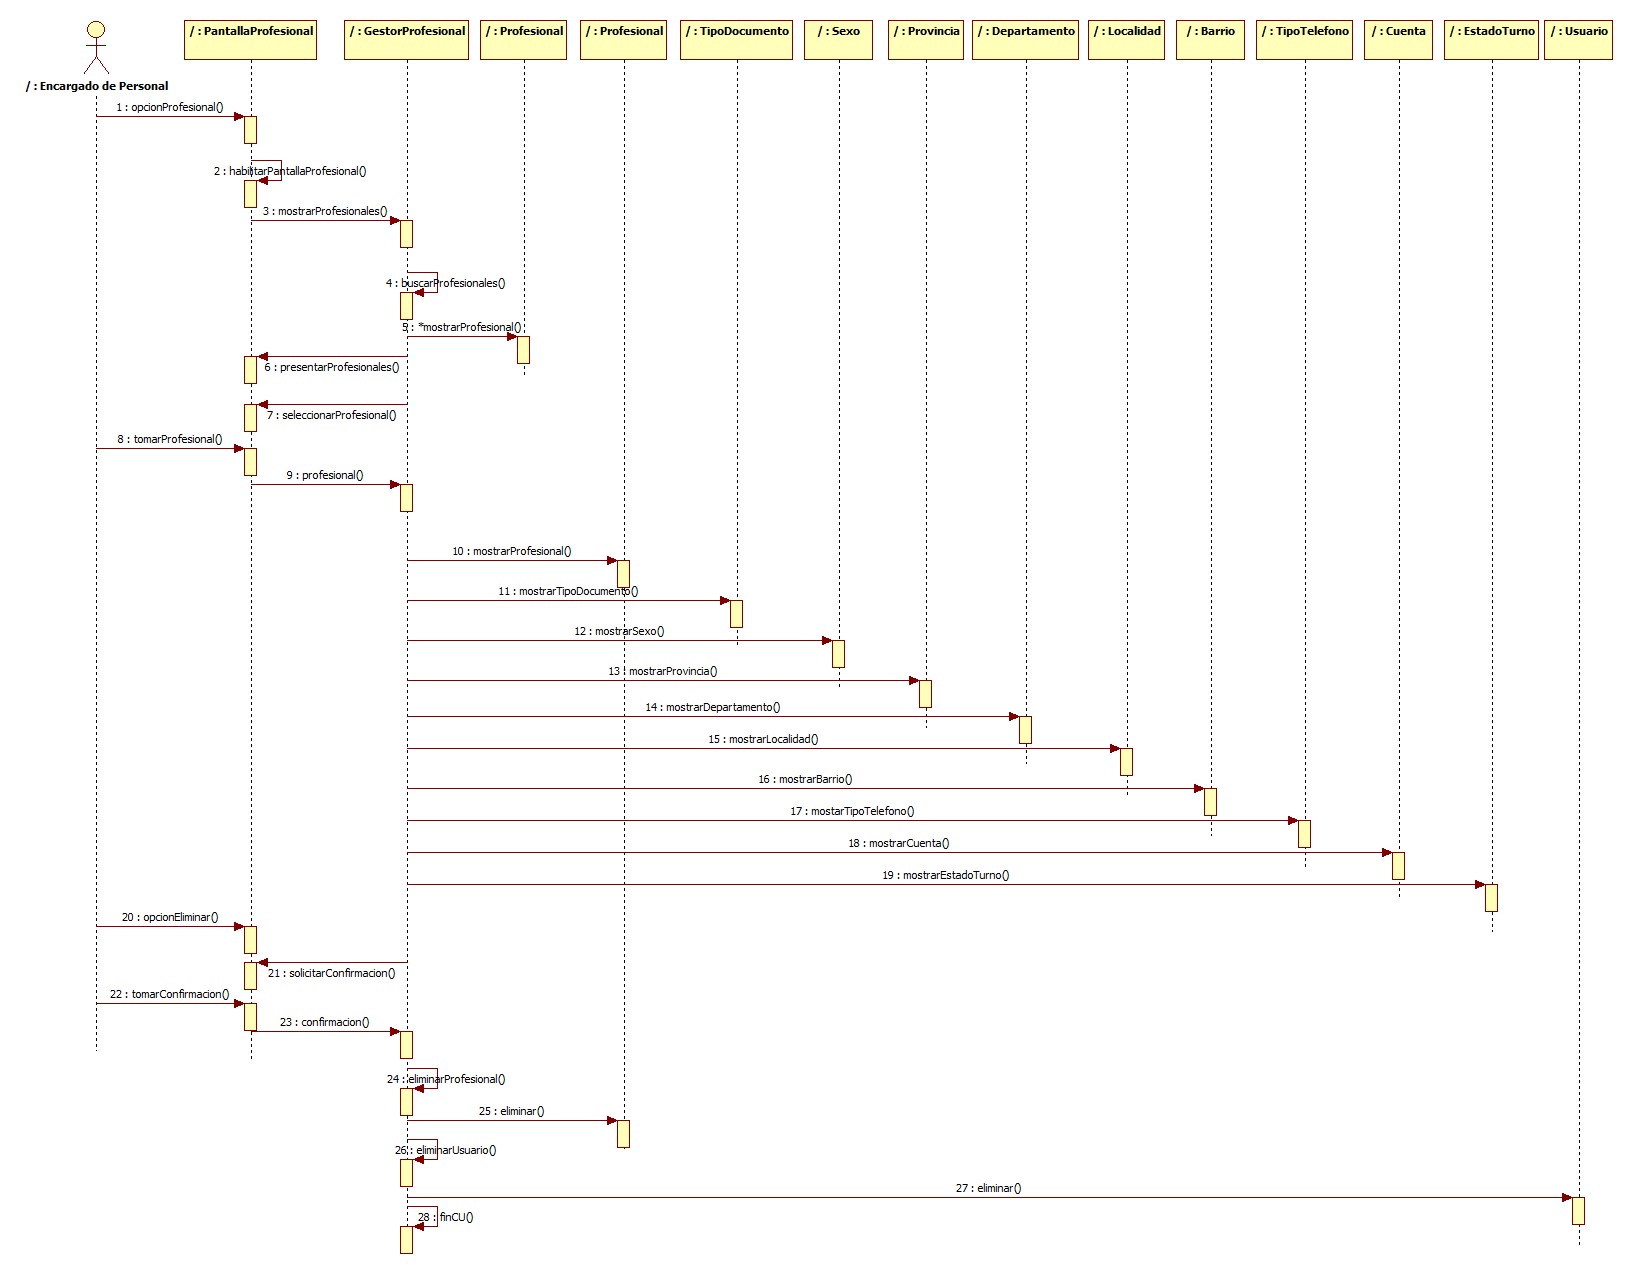 / : PantallaProfesional
/ : GestorProfesional
/ : Profesional
/ : Profesional
/ : TipoDocumento
/ : Sexo
/ : Provincia
/ : Departamento
/ : Localidad
/ : Barrio
/ : TipoTelefono
/ : Cuenta
/ : EstadoTurno
/ : Usuario
/ : Encargado de Personal
1 : opcionProfesional()
2 : habilitarPantallaProfesional()
3 : mostrarProfesionales()
4 : buscarProfesionales()
5 : *mostrarProfesional()
6 : presentarProfesionales()
7 : seleccionarProfesional()
8 : tomarProfesional()
9 : profesional()
10 : mostrarProfesional()
11 : mostrarTipoDocumento()
12 : mostrarSexo()
13 : mostrarProvincia()
14 : mostrarDepartamento()
15 : mostrarLocalidad()
16 : mostrarBarrio()
17 : mostarTipoTelefono()
18 : mostrarCuenta()
19 : mostrarEstadoTurno()
20 : opcionEliminar()
21 : solicitarConfirmacion()
22 : tomarConfirmacion()
23 : confirmacion()
24 : eliminarProfesional()
25 : eliminar()
26 : eliminarUsuario()
27 : eliminar()
28 : finCU()